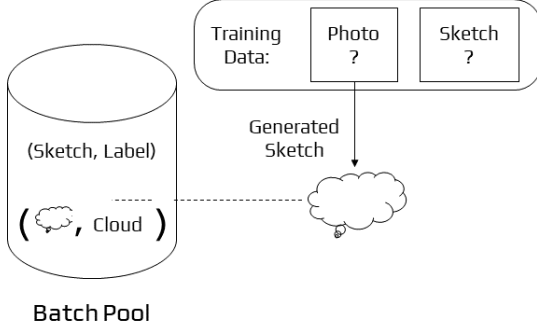 Training
Data:
Photo
?
Sketch
?
Generated
Sketch
(Sketch, Label)
( , Cloud )
Batch Pool